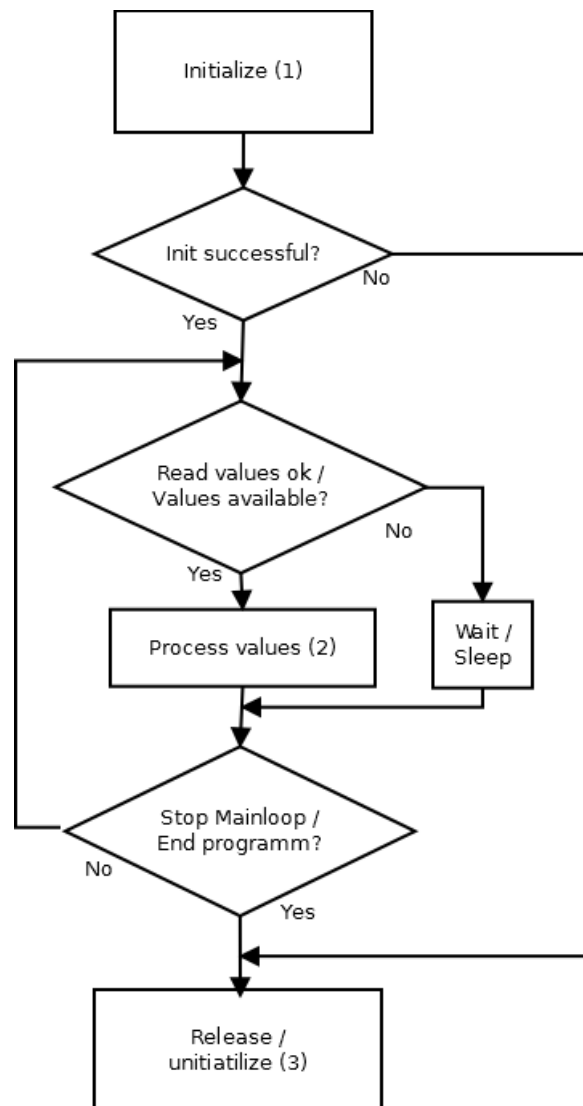 Initialize (1)
Init successful?
No
Yes
Read values ok /
Values available?
No
Yes
Process values (2)
Wait /
Sleep
Stop Mainloop /
End programm?
No
Yes
Release /
unitiatilize (3)